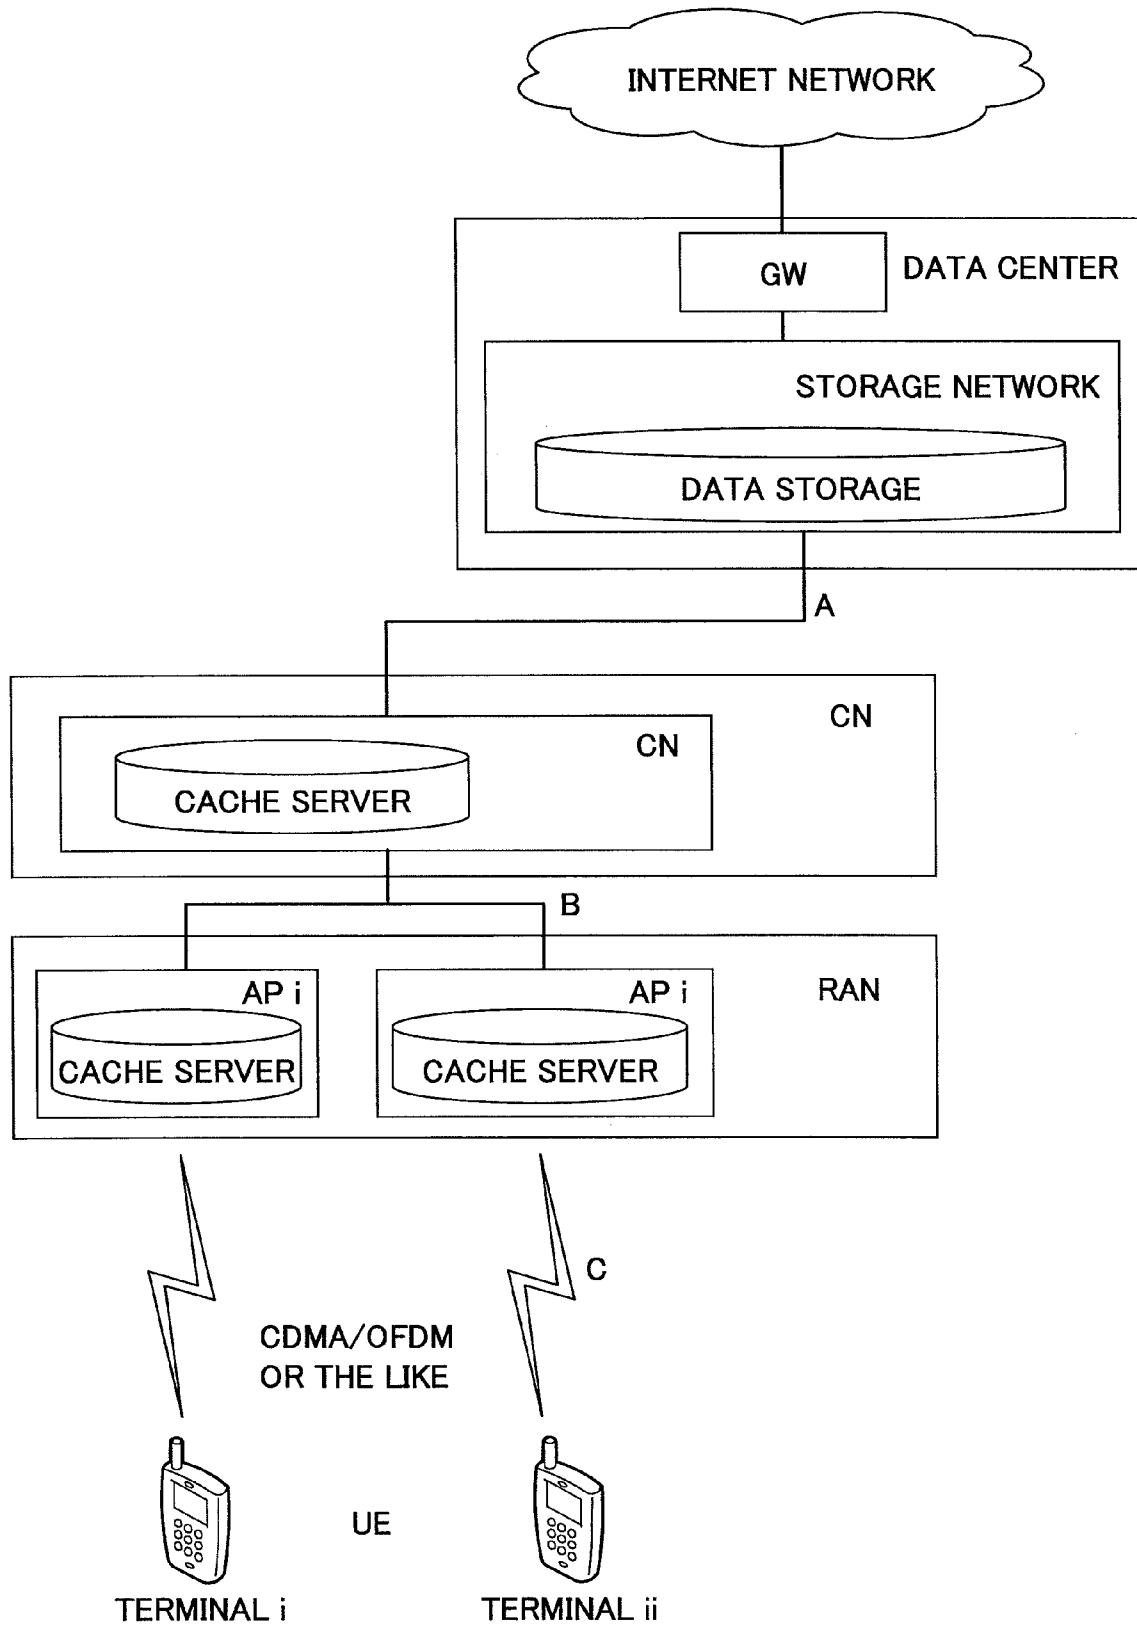 INTERNET NETWORK
GW
DATA CENTER
STORAGE NETWORK
DATA STORAGE
A
CN
CN
CACHE SERVER
B
AP i
AP i
RAN
CACHE SERVER
CACHE SERVER
C
CDMA/OFDM
OR THE LIKE
UE
TERMINAL i
TERMINAL ii